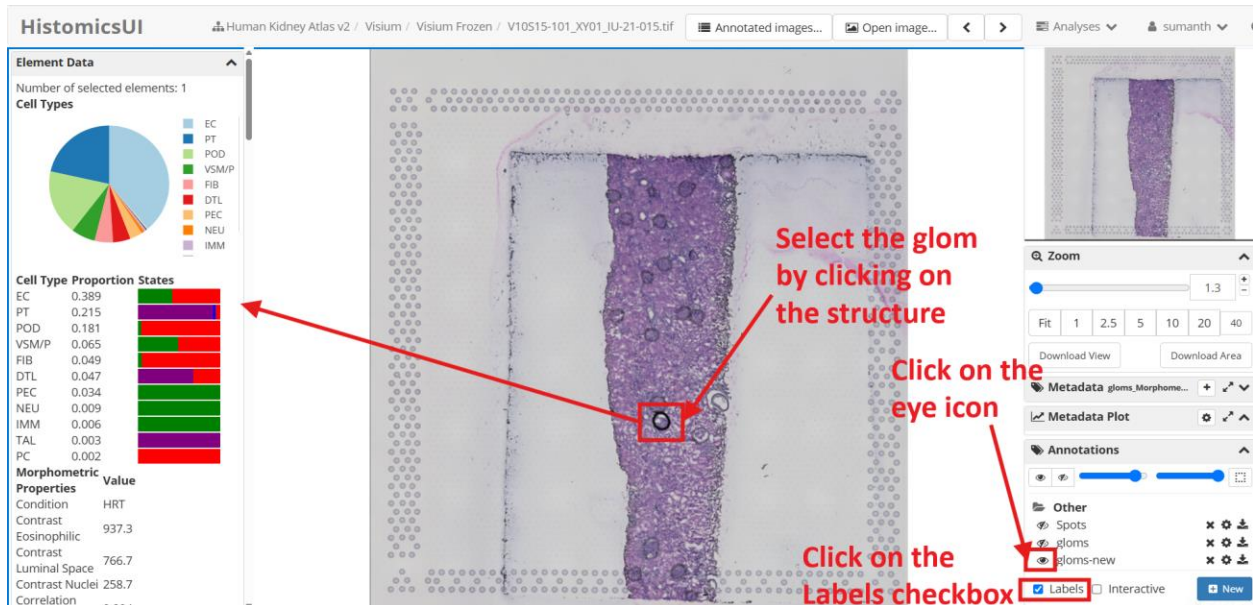 HistomicsUI
Human Kidney Atlas v2 / Visium / Visium Frozen / V10S15-101_XY01_IU-21-015.tif
Annotated images...
Open image...
Analyses
sumanth
Element Data
Number of selected elements: 1
Cell Types
EC
PT
POD
VSM/P
FIB
DTL
PEC
NEU
IMM
Cell Type Proportion States
EC 0.389
PT 0.215
POD 0.181
VSM/P 0.065
FIB 0.049
DTL 0.047
PEC 0.034
NEU 0.009
IMM 0.006
TAL 0.003
PC 0.002
Morphometric
Properties Value
Condition HRT
Contrast
Eosinophilic 937.3
Contrast
Luminal Space 766.7
Contrast Nuclei 258.7
Correlation
Select the glom
by clicking on
the structure
Click on the
eye icon
Click on the
Labels checkbox
Zoom
1.3
Fit 1 2.5 5 10 20 40
Download View
Download Area
Metadata gloms_Morphome...
Metadata Plot
Annotations
Other
Spots
gloms
gloms-new
Labels
Interactive
New